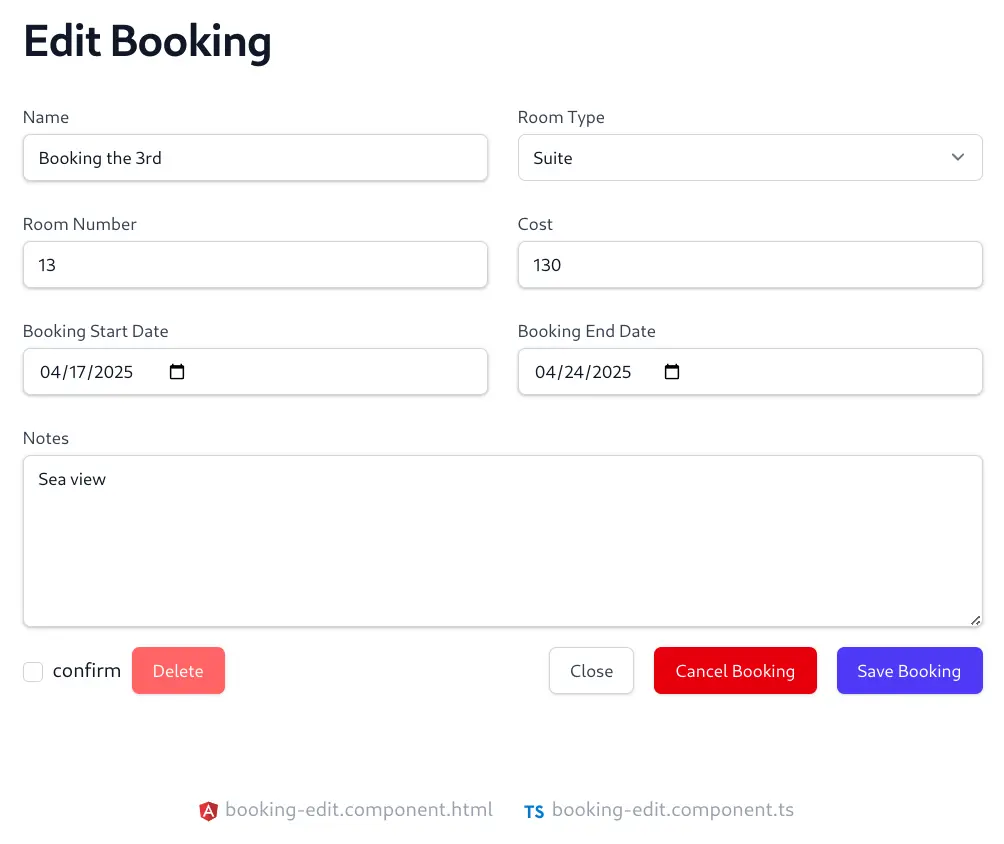 Edit Booking
Name
Room Type
Booking the 3rd
Suite
Room Number
Cost
13
130
Booking Start Date
Booking End Date
04/17/2025
04/24/2025
Notes
Sea view
confirm
Delete
Close
Cancel Booking
Save Booking
A booking-edit.component.html
TS booking-edit.component.ts